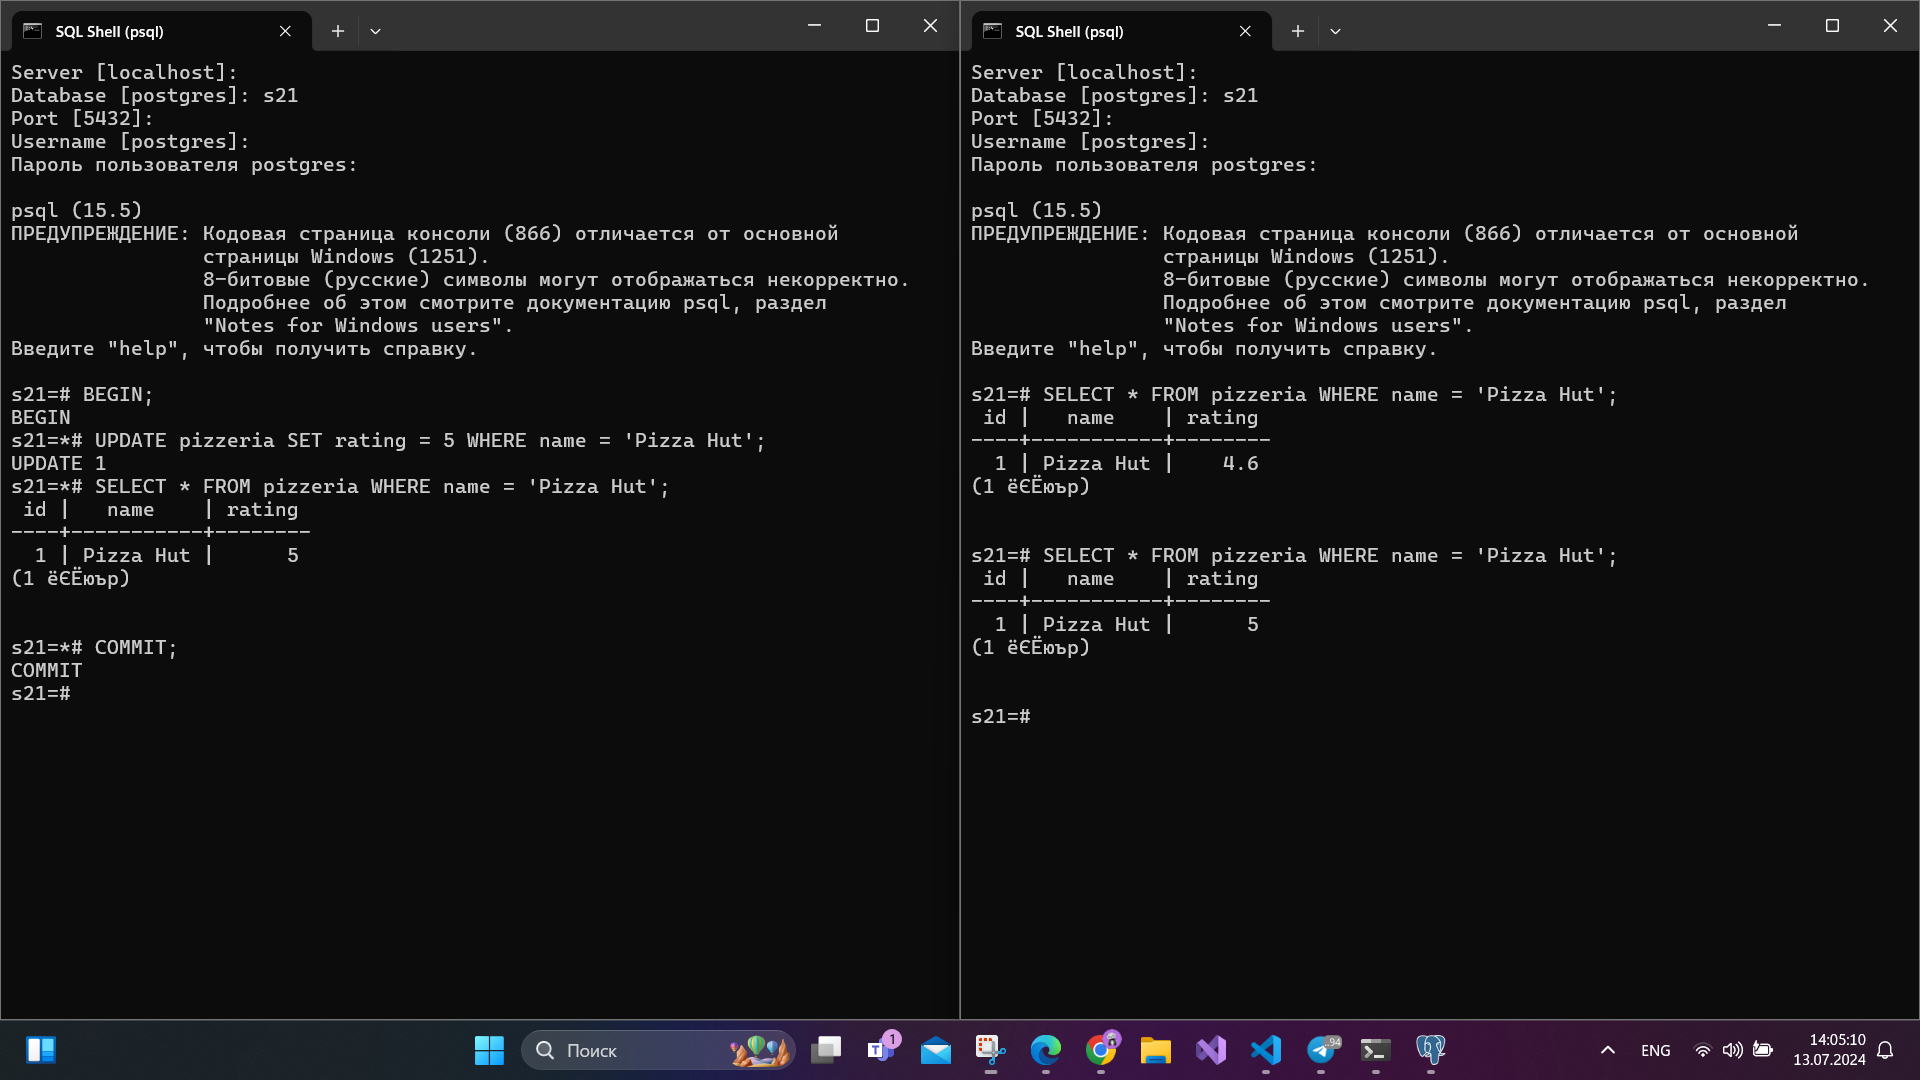 SQL Shell (psql)
Server [localhost]:
Database [postgres]: s21
Port [5432]:
Username [postgres]:
Пароль пользователя postgres:
psql (15.5)
ПРЕДУПРЕЖДЕНИЕ: Кодовая страница консоли (866) отличается от основной
страницы Windows (1251).
8-битовые (русские) символы могут отображаться некорректно.
Подробнее об этом смотрите документацию psql, раздел
"Notes for Windows users".
Введите "help", чтобы получить справку.
s21=# BEGIN;
BEGIN
s21=*# UPDATE pizzeria SET rating = 5 WHERE name = 'Pizza Hut';
UPDATE 1
s21=*# SELECT * FROM pizzeria WHERE name = 'Pizza Hut';
 id |   name    | rating
----+-----------+--------
  1 | Pizza Hut |      5
(1 ёЄЁюър)
s21=*# COMMIT;
COMMIT
s21=#
SQL Shell (psql)
Server [localhost]:
Database [postgres]: s21
Port [5432]:
Username [postgres]:
Пароль пользователя postgres:
psql (15.5)
ПРЕДУПРЕЖДЕНИЕ: Кодовая страница консоли (866) отличается от основной
страницы Windows (1251).
8-битовые (русские) символы могут отображаться некорректно.
Подробнее об этом смотрите документацию psql, раздел
"Notes for Windows users".
Введите "help", чтобы получить справку.
s21=# SELECT * FROM pizzeria WHERE name = 'Pizza Hut';
 id |   name    | rating
----+-----------+--------
  1 | Pizza Hut |    4.6
(1 ёЄЁюър)
s21=# SELECT * FROM pizzeria WHERE name = 'Pizza Hut';
 id |   name    | rating
----+-----------+--------
  1 | Pizza Hut |      5
(1 ёЄЁюър)
s21=#
Поиск
1
94
ENG
14:05:10
13.07.2024